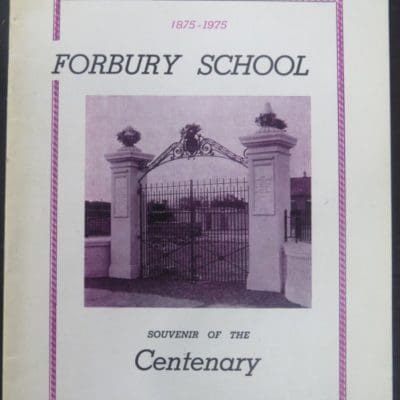 1875-1975
FORBURY SCHOOL
SOUVENIR OF THE
Centenary